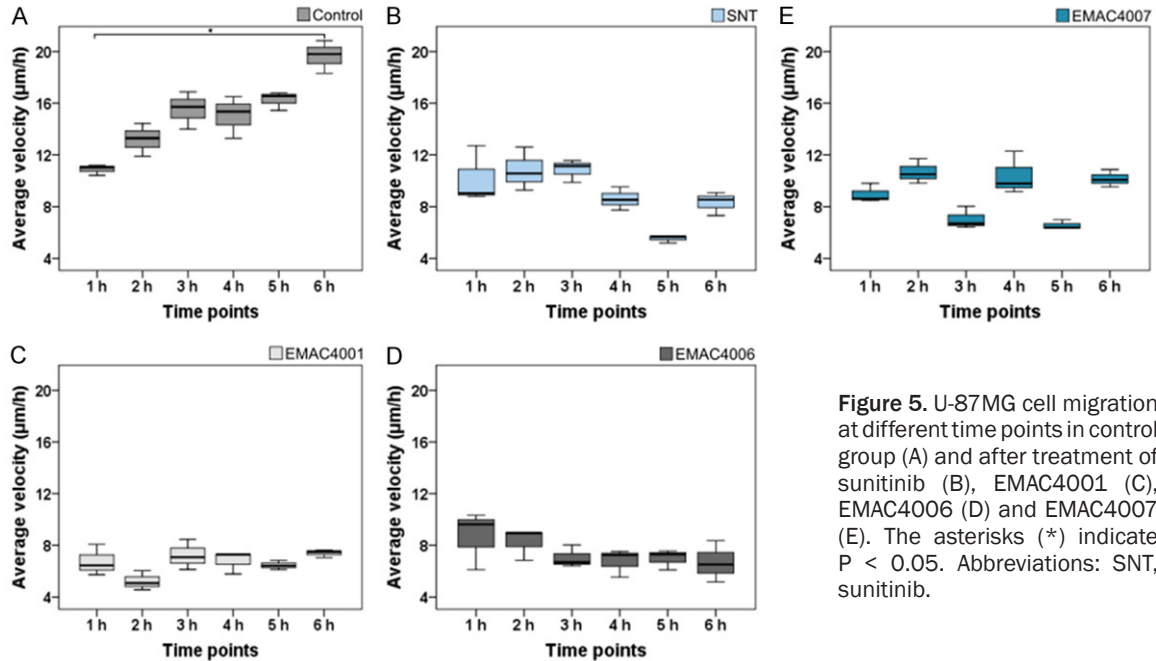 A
Control
*
Average velocity (µm/h)
20
16
12
8
4
1 h 2 h 3 h 4 h 5 h 6 h
Time points
B
SNT
Average velocity (µm/h)
20
16
12
8
4
1 h 2 h 3 h 4 h 5 h 6 h
Time points
E
EMAC4007
Average velocity (µm/h)
20
16
12
8
4
1 h 2 h 3 h 4 h 5 h 6 h
Time points
C
EMAC4001
Average velocity (µm/h)
20
16
12
8
4
1 h 2 h 3 h 4 h 5 h 6 h
Time points
D
EMAC4006
Average velocity (µm/h)
20
16
12
8
4
1 h 2 h 3 h 4 h 5 h 6 h
Time points
Figure 5. U-87MG cell migration
at different time points in control
group (A) and after treatment of
sunitinib (B), EMAC4001 (C),
EMAC4006 (D) and EMAC4007
(E). The asterisks (*) indicate
P < 0.05. Abbreviations: SNT,
sunitinib.